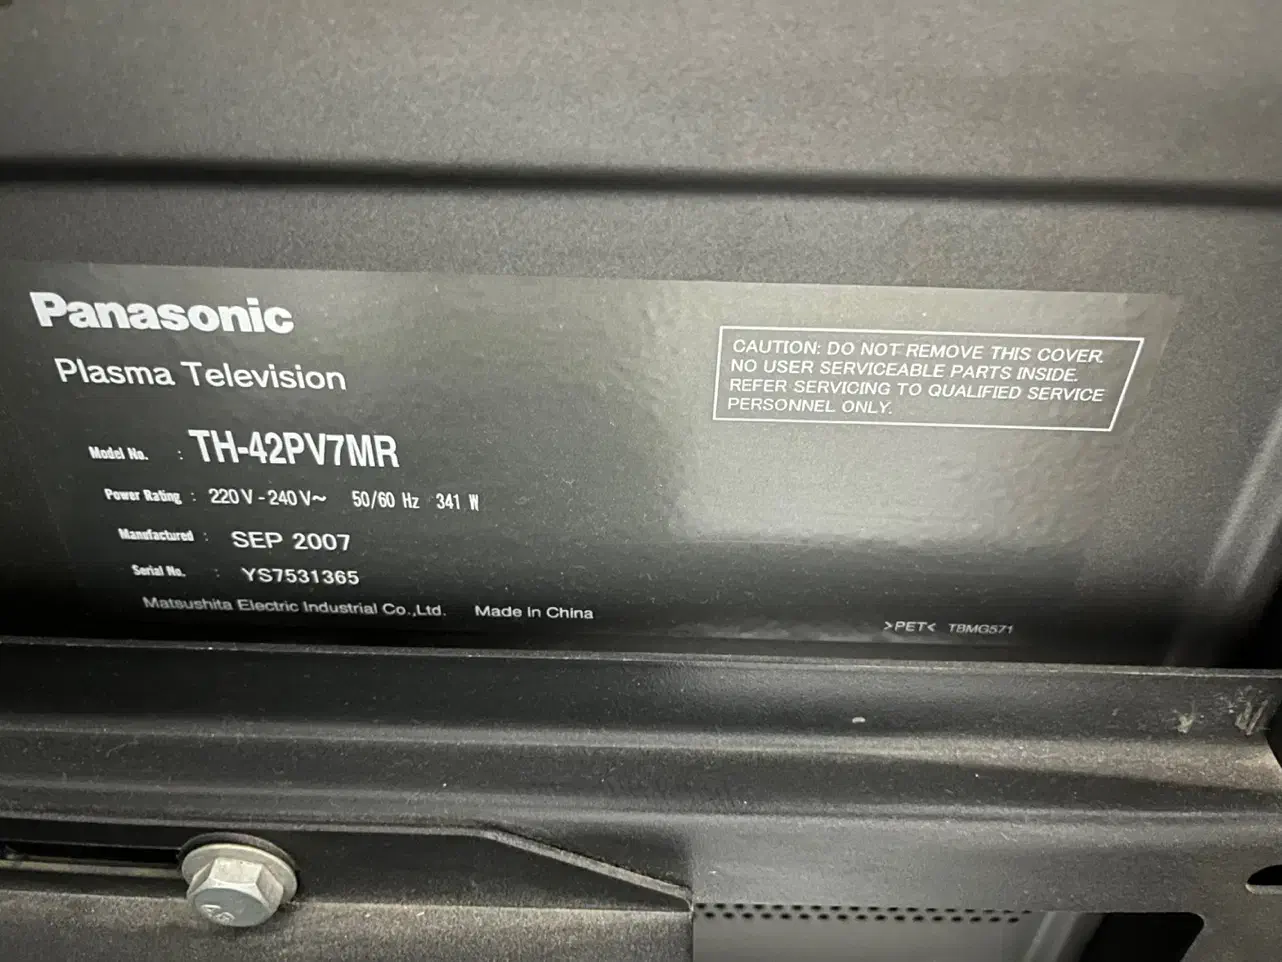 Panasonic
Plasma Television
Model No. : TH-42PV7MR
Power Rating : 220V-240V~ 50/60 Hz 341 W
Manufactured : SEP 2007
Serial No. : YS7531365
Matsushita Electric Industrial Co.,Ltd. Made in China
CAUTION: DO NOT REMOVE THIS COVER.
NO USER SERVICEABLE PARTS INSIDE.
REFER SERVICING TO QUALIFIED SERVICE
PERSONNEL ONLY.
>PET< TBMG571